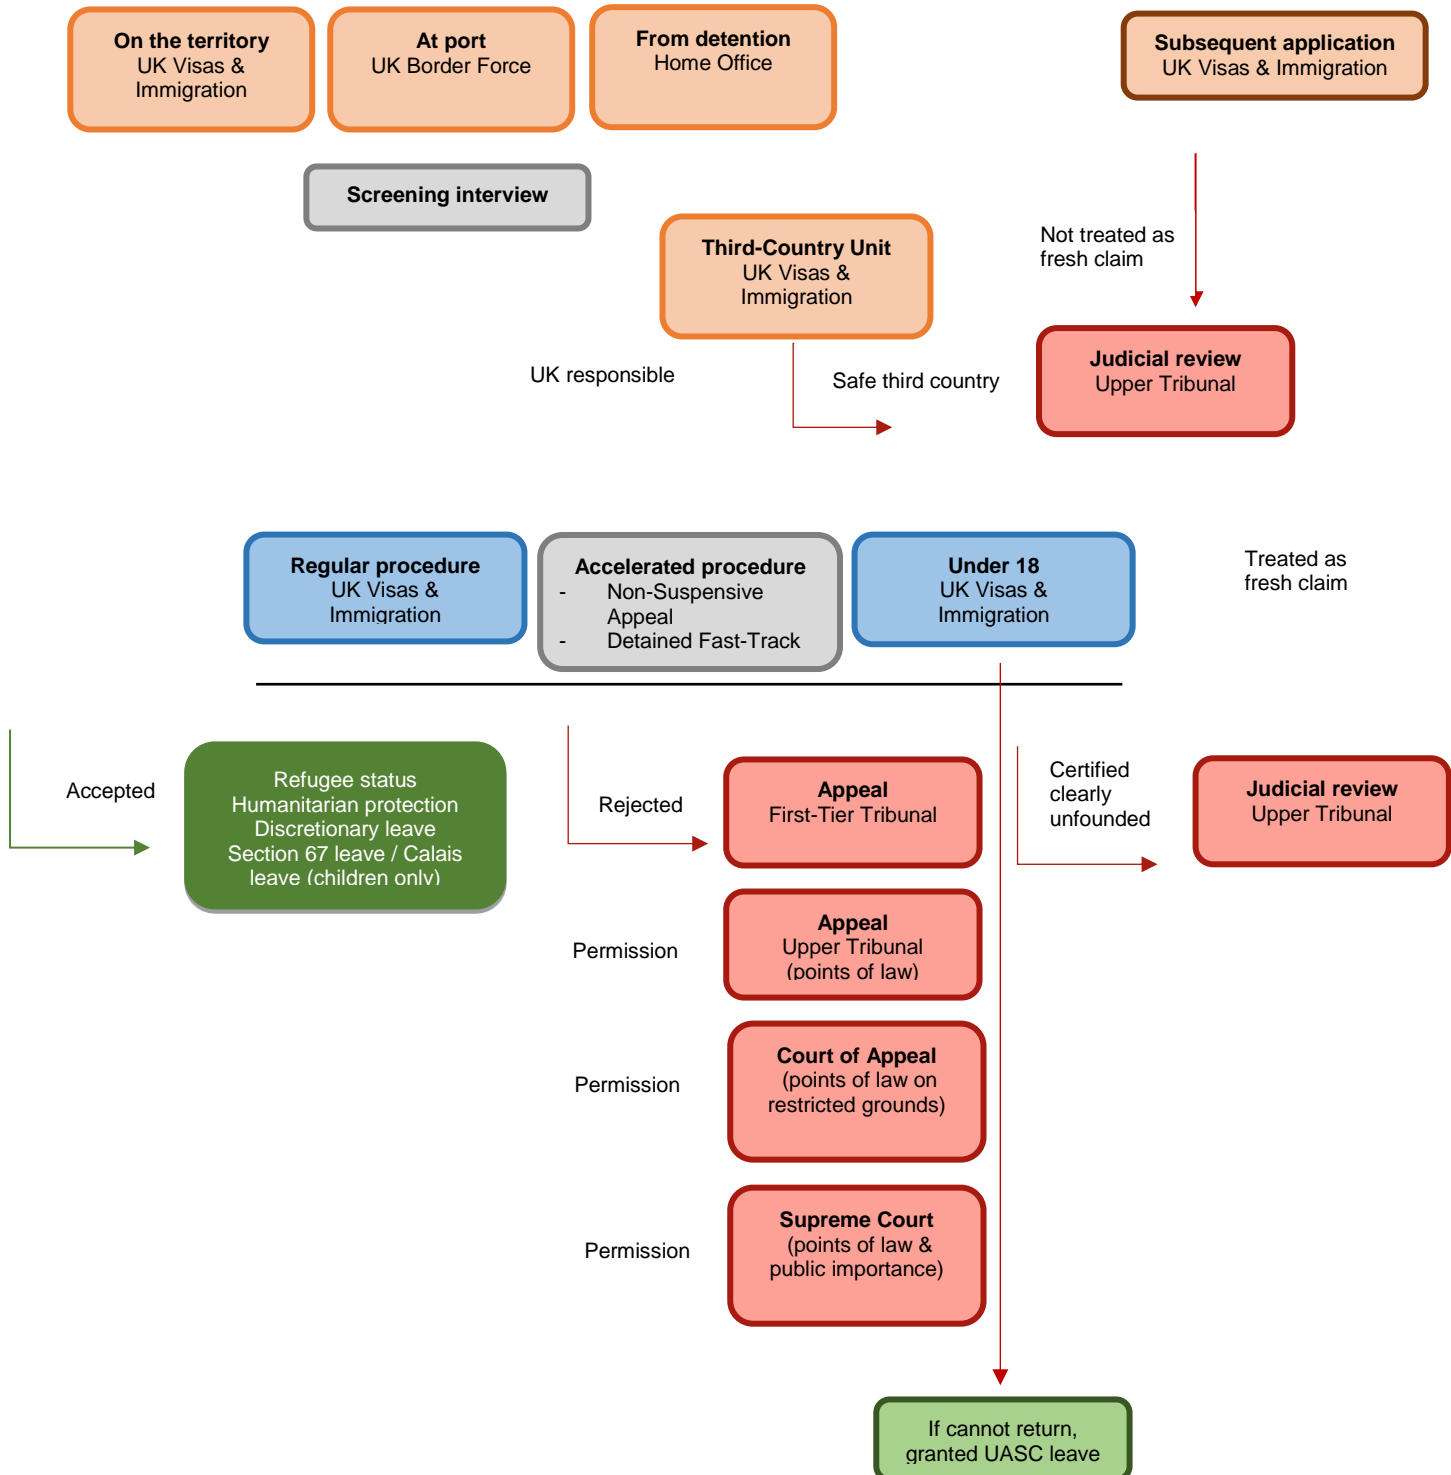 On the territory
UK Visas &
Immigration
At port
UK Border Force
From detention
Home Office
Subsequent application
UK Visas & Immigration
Screening interview
Third-Country Unit
UK Visas &
Immigration
Not treated as
fresh claim
UK responsible
Safe third country
Judicial review
Upper Tribunal
Regular procedure
UK Visas &
Immigration
Accelerated procedure
- Non-Suspensive
Appeal
- Detained Fast-Track
Under 18
UK Visas &
Immigration
Treated as
fresh claim
Accepted
Refugee status
Humanitarian protection
Discretionary leave
Section 67 leave / Calais
leave (children only)
Rejected
Appeal
First-Tier Tribunal
Certified
clearly
unfounded
Judicial review
Upper Tribunal
Permission
Appeal
Upper Tribunal
(points of law)
Permission
Court of Appeal
(points of law on
restricted grounds)
Permission
Supreme Court
(points of law &
public importance)
If cannot return,
granted UASC leave